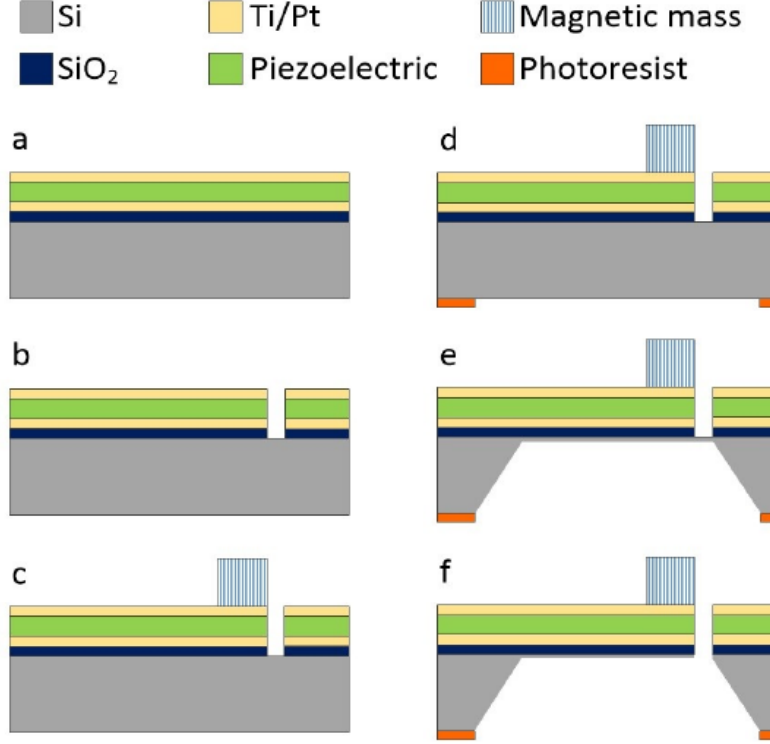 Si Ti/Pt Magnetic mass
SiO₂ Piezoelectric Photoresist
a d
b e
c f